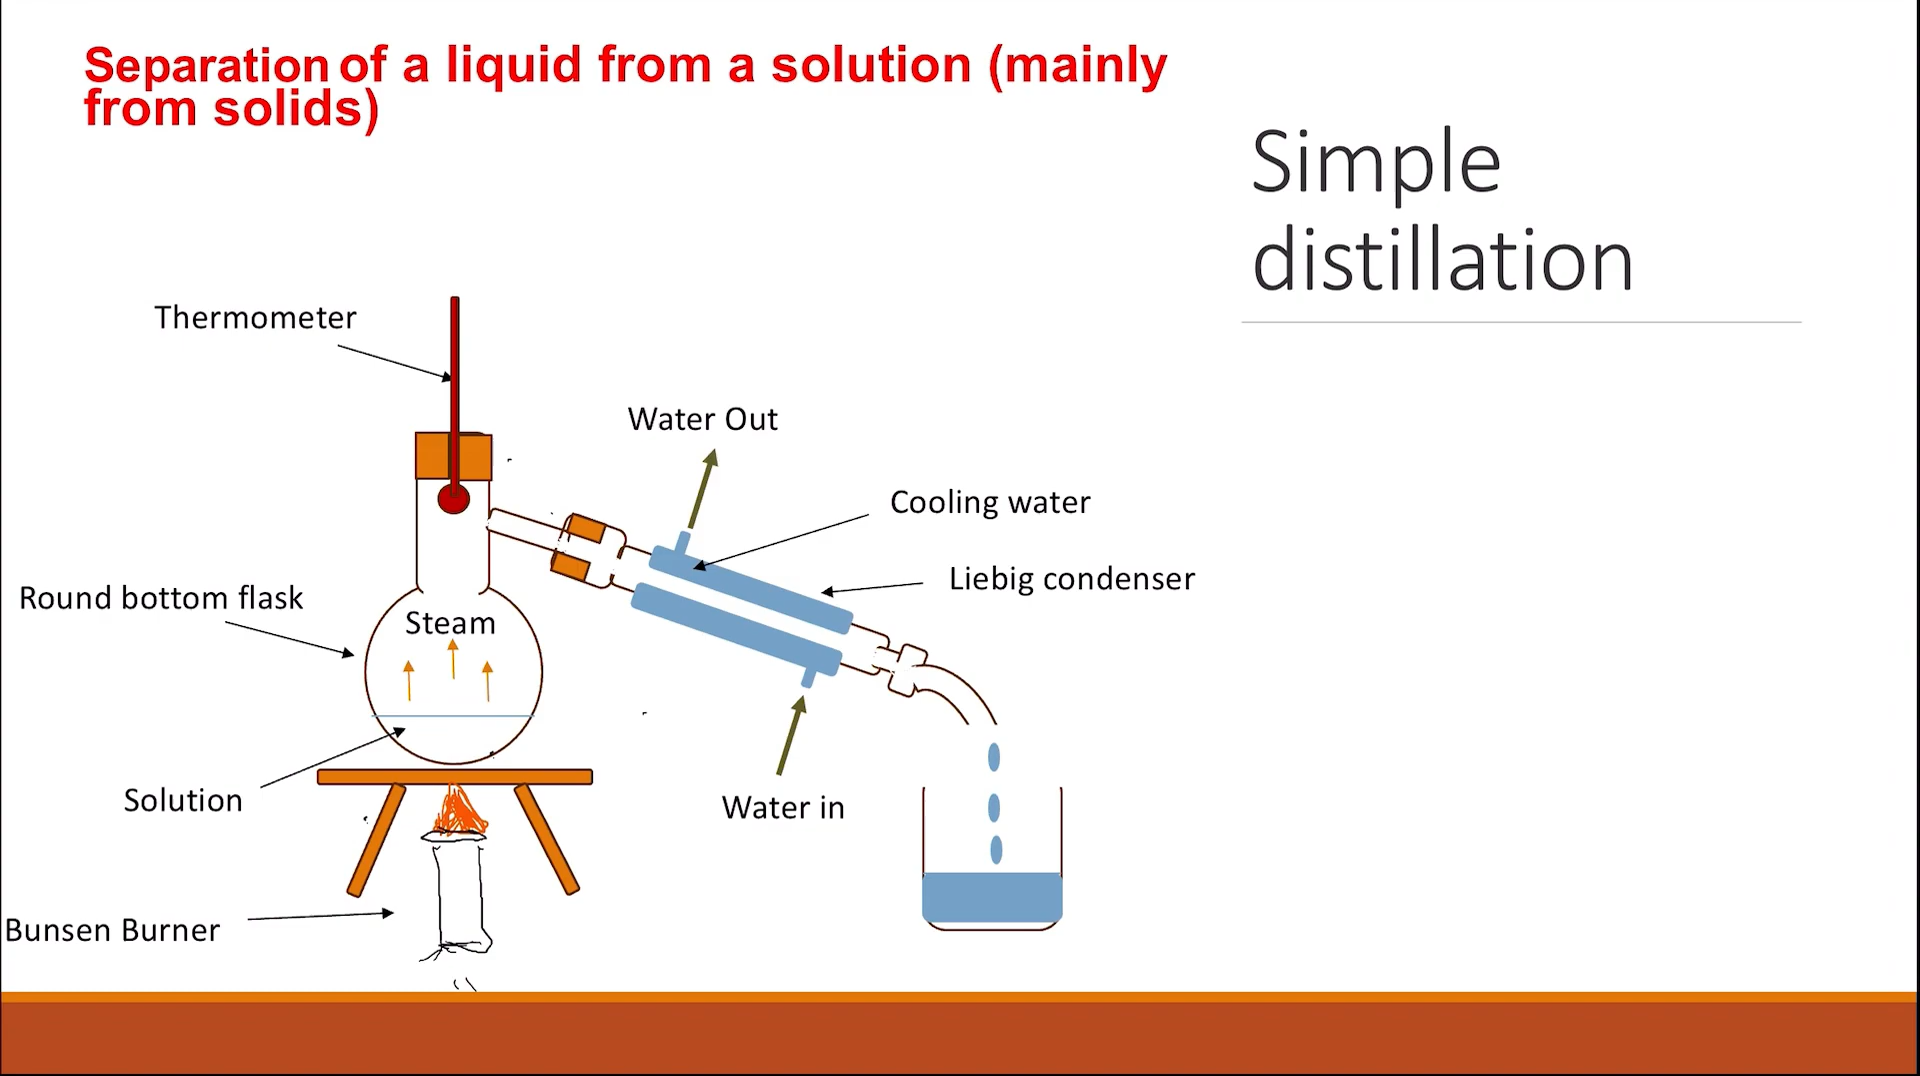 Separation of a liquid from a solution (mainly
from solids)
Simple
distillation
Thermometer
Water Out
Cooling water
Liebig condenser
Round bottom flask
Steam
Solution
Water in
Bunsen Burner